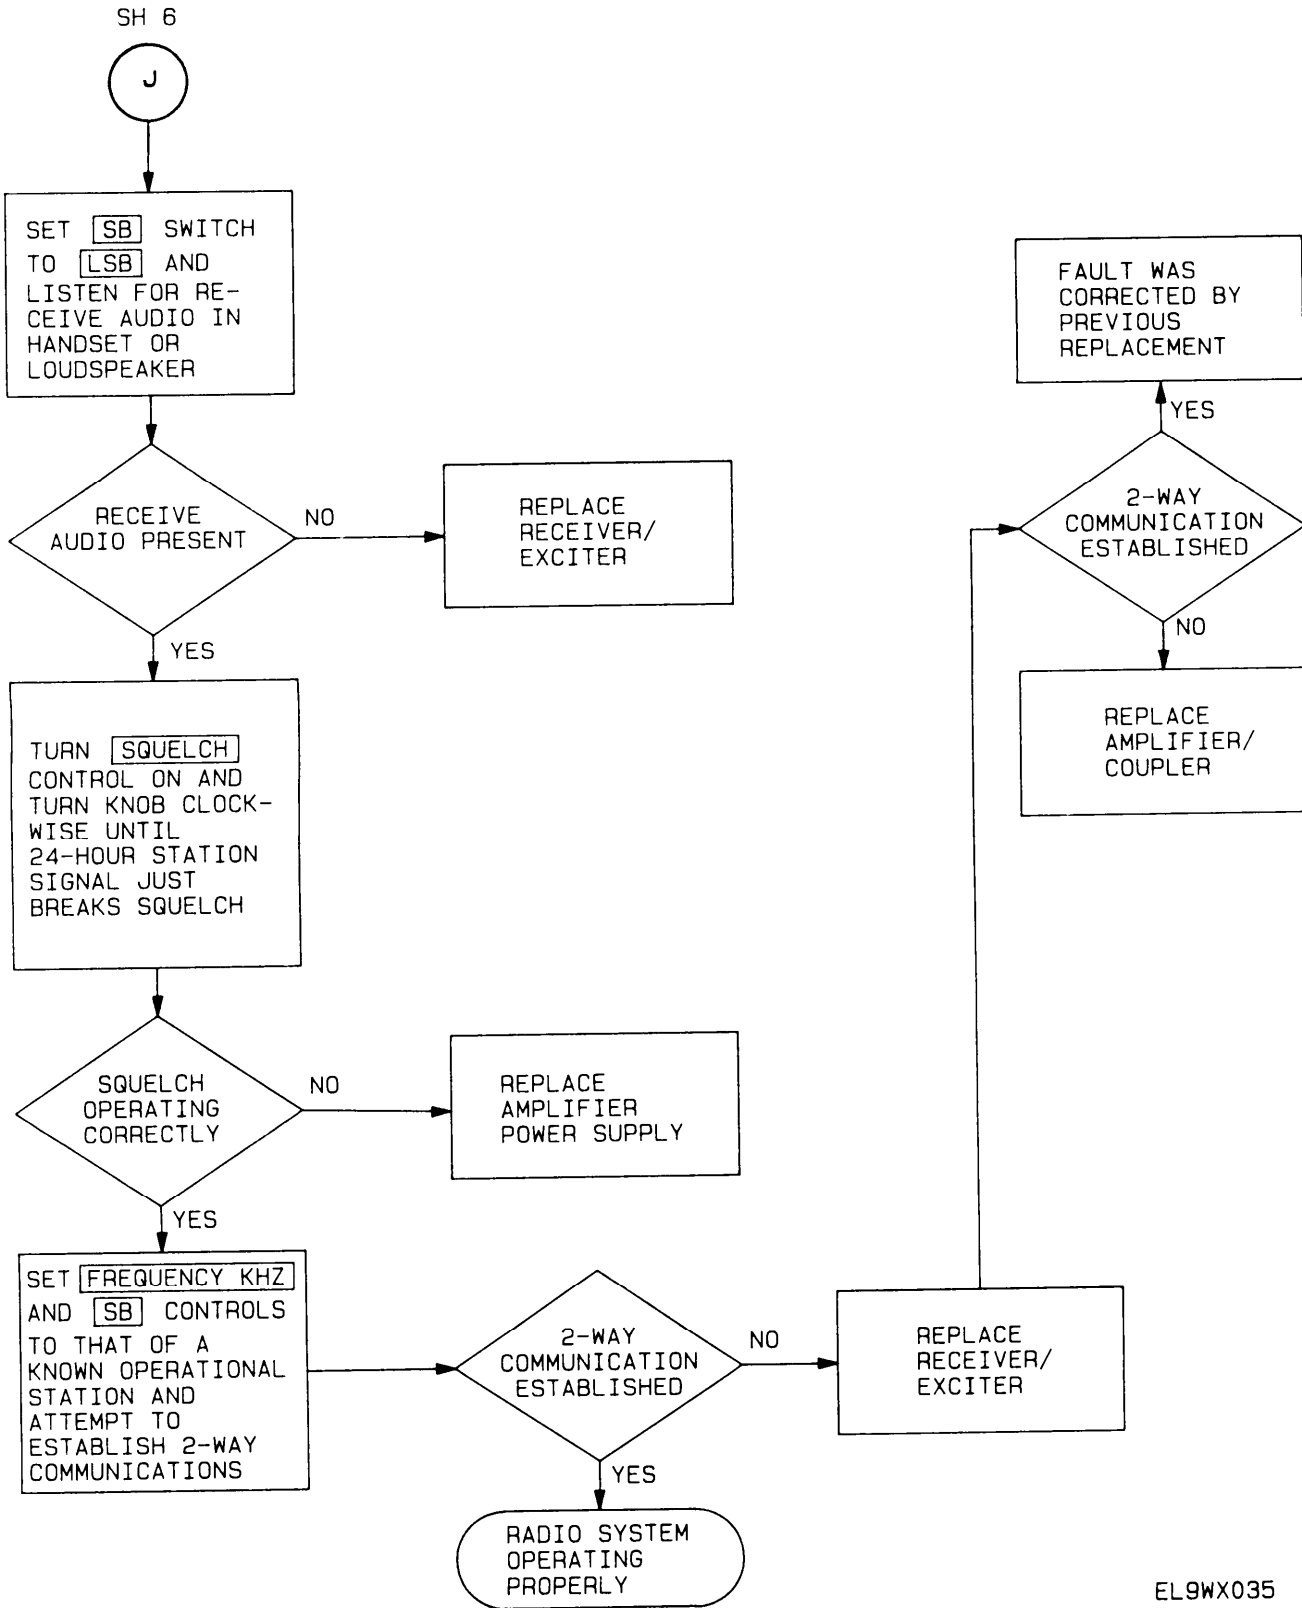 SH 6
J
SET SB SWITCH
TO LSB AND
LISTEN FOR RE-
CEIVE AUDIO IN
HANDSET OR
LOUDSPEAKER
RECEIVE
AUDIO PRESENT
NO
REPLACE
RECEIVER/
EXCITER
YES
TURN SQUELCH
CONTROL ON AND
TURN KNOB CLOCK-
WISE UNTIL
24-HOUR STATION
SIGNAL JUST
BREAKS SQUELCH
SQUELCH
OPERATING
CORRECTLY
NO
REPLACE
AMPLIFIER
POWER SUPPLY
YES
SET FREQUENCY KHZ
AND SB CONTROLS
TO THAT OF A
KNOWN OPERATIONAL
STATION AND
ATTEMPT TO
ESTABLISH 2-WAY
COMMUNICATIONS
2-WAY
COMMUNICATION
ESTABLISHED
YES
RADIO SYSTEM
OPERATING
PROPERLY
NO
REPLACE
RECEIVER/
EXCITER
2-WAY
COMMUNICATION
ESTABLISHED
YES
FAULT WAS
CORRECTED BY
PREVIOUS
REPLACEMENT
NO
REPLACE
AMPLIFIER/
COUPLER
EL9WX035